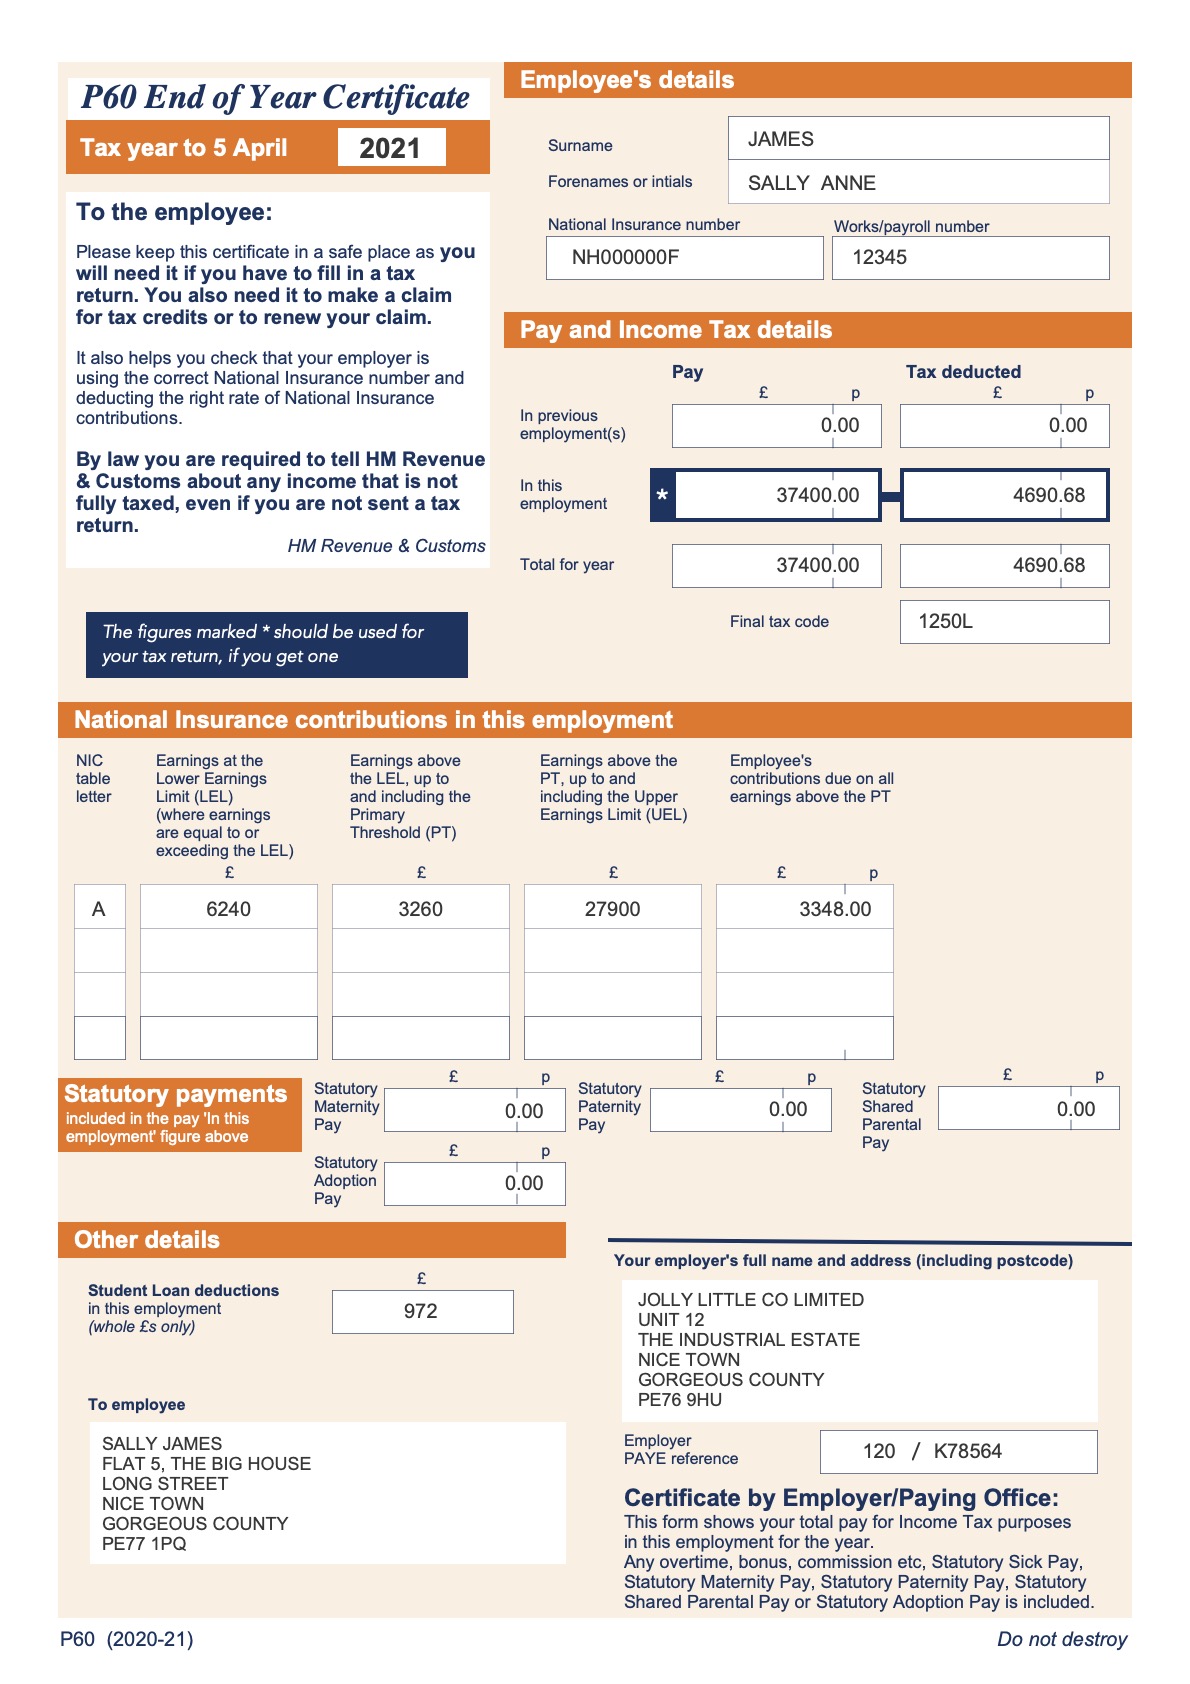 P60 End of Year Certificate
Tax year to 5 April 2021
To the employee:
Please keep this certificate in a safe place as you
will need it if you have to fill in a tax
return. You also need it to make a claim
for tax credits or to renew your claim.
It also helps you check that your employer is
using the correct National Insurance number and
deducting the right rate of National Insurance
contributions.
By law you are required to tell HM Revenue
& Customs about any income that is not
fully taxed, even if you are not sent a tax
return.
HM Revenue & Customs
The figures marked * should be used for
your tax return, if you get one
Employee's details
Surname JAMES
Forenames or intials SALLY ANNE
National Insurance number Works/payroll number
NH000000F 12345
Pay and Income Tax details
Pay Tax deducted
£ p £ p
In previous
employment(s) 0.00 0.00
In this
employment * 37400.00 4690.68
Total for year 37400.00 4690.68
Final tax code 1250L
National Insurance contributions in this employment
NIC
table
letter
Earnings at the
Lower Earnings
Limit (LEL)
(where earnings
are equal to or
exceeding the LEL)
Earnings above
the LEL, up to
and including the
Primary
Threshold (PT)
Earnings above the
PT, up to and
including the Upper
Earnings Limit (UEL)
Employee's
contributions due on all
earnings above the PT
£ £ £ £ p
A 6240 3260 27900 3348.00
Statutory payments
included in the pay 'In this
employment' figure above
£ p
Statutory
Maternity
Pay
0.00
£ p
Statutory
Paternity
Pay
0.00
£ p
Statutory
Shared
Parental
Pay
0.00
£ p
Statutory
Adoption
Pay
0.00
Other details
£
Student Loan deductions
in this employment
(whole £s only)
972
To employee
SALLY JAMES
FLAT 5, THE BIG HOUSE
LONG STREET
NICE TOWN
GORGEOUS COUNTY
PE77 1PQ
Your employer's full name and address (including postcode)
JOLLY LITTLE CO LIMITED
UNIT 12
THE INDUSTRIAL ESTATE
NICE TOWN
GORGEOUS COUNTY
PE76 9HU
Employer
PAYE reference
120 / K78564
Certificate by Employer/Paying Office:
This form shows your total pay for Income Tax purposes
in this employment for the year.
Any overtime, bonus, commission etc, Statutory Sick Pay,
Statutory Maternity Pay, Statutory Paternity Pay, Statutory
Shared Parental Pay or Statutory Adoption Pay is included.
P60 (2020-21) Do not destroy